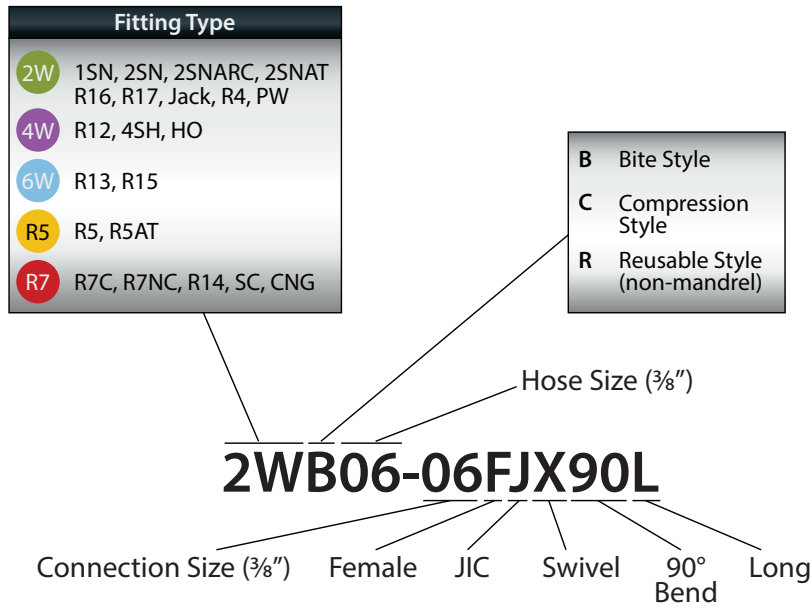 Fitting Type
2W 1SN, 2SN, 2SNARC, 2SNAT
R16, R17, Jack, R4, PW
4W R12, 4SH, HO
6W R13, R15
R5 R5, R5AT
R7 R7C, R7NC, R14, SC, CNG
B Bite Style
C Compression
Style
R Reusable Style
(non-mandrel)
Hose Size (⅜”)
2WB06-06FJX90L
Connection Size (⅜”) Female JIC Swivel 90° Long
Bend